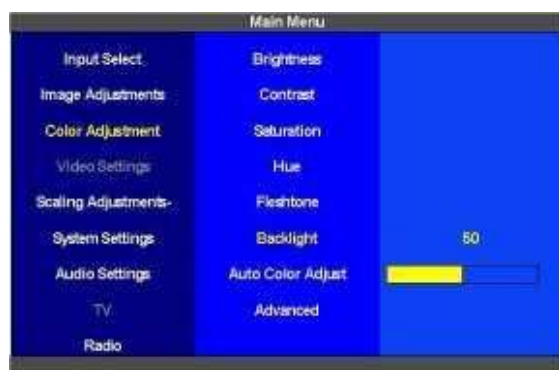 Main Menu
Input Select
Image Adjustments
Color Adjustment
Video Settings
Scaling Adjustments-
System Settings
Audio Settings
TV
Radio
Brightness
Contrast
Saturation
Hue
Fleshtone
Backlight
Auto Color Adjust
Advanced
50